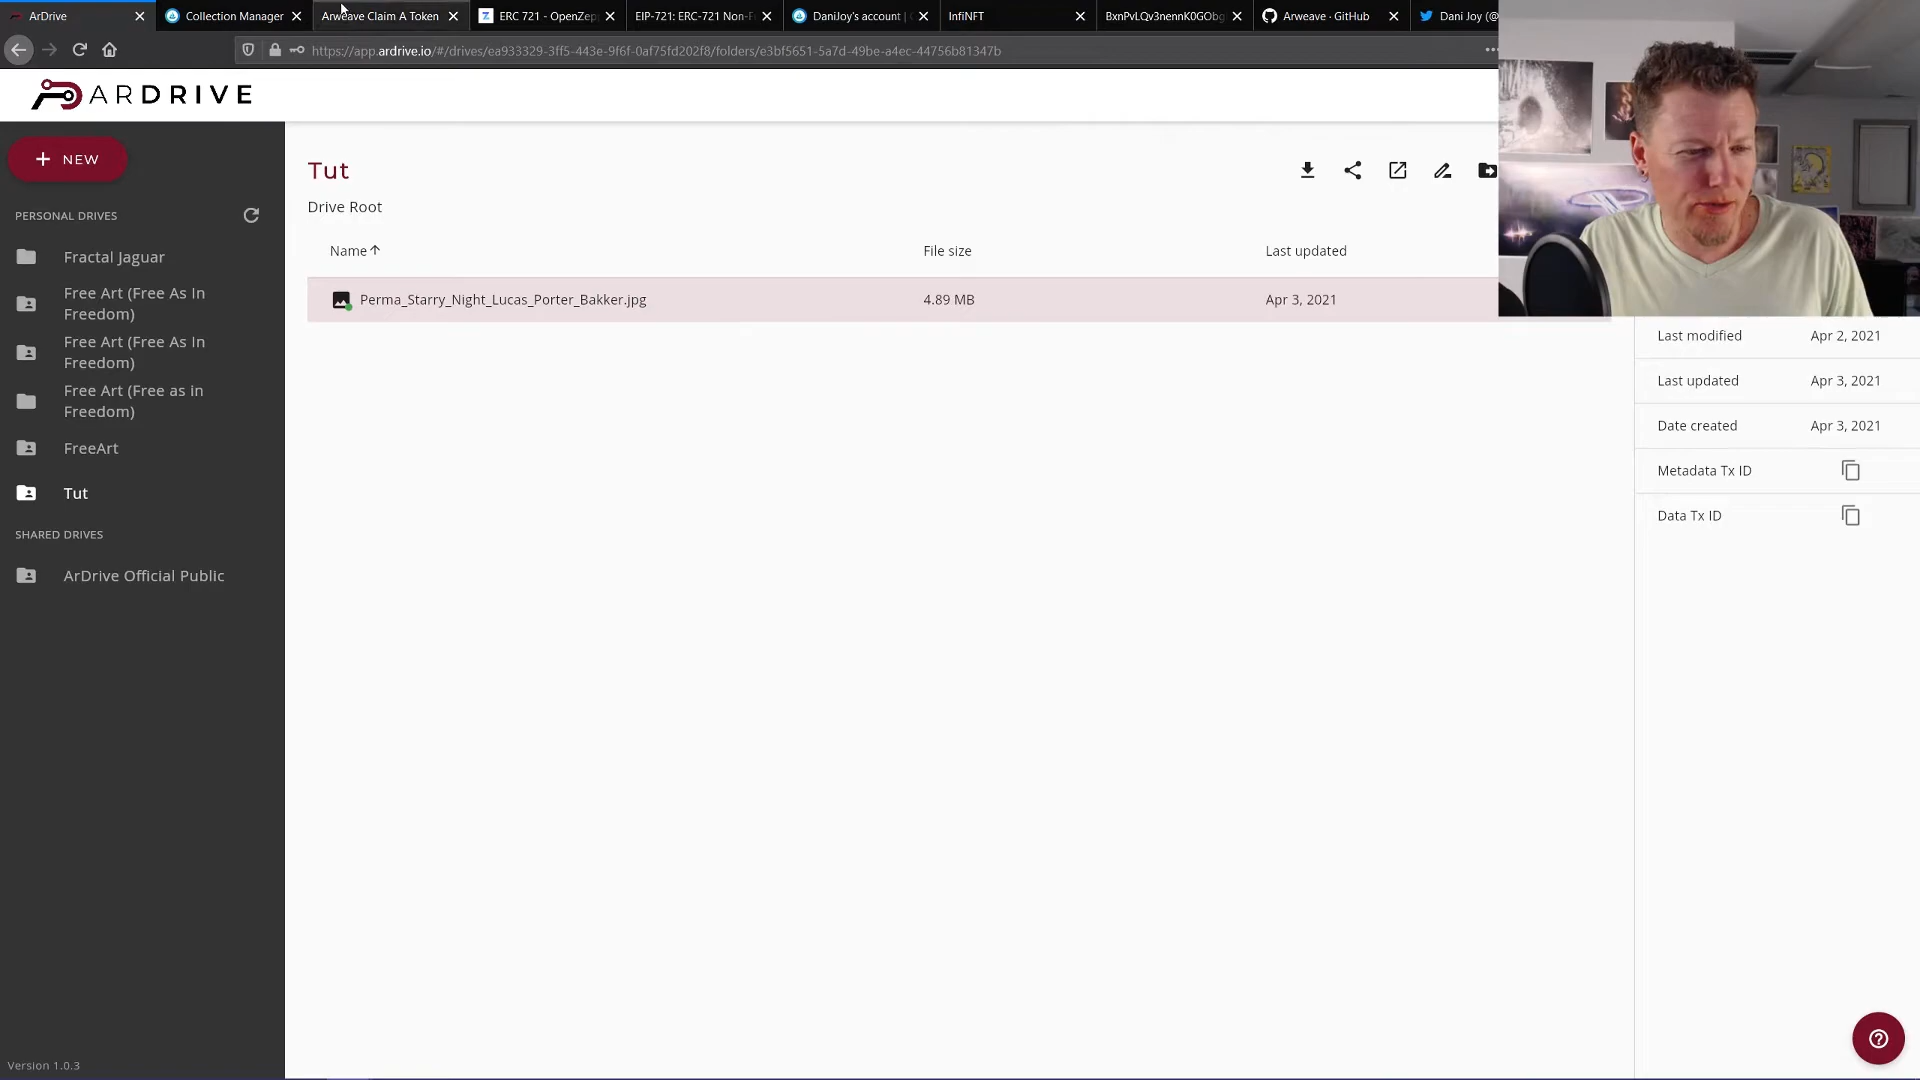 ArDrive
Collection Manager
Arweave Claim A Token
ERC 721 - OpenZep
EIP-721: ERC-721 Non-F
DaniJoy's account |
InfiNFT
BxnPvLQv3nennK0GObg
Arweave · GitHub
Dani Joy (@
https://app.ardrive.io/#/drives/ea933329-3ff5-443e-9f6f-0af75fd202f8/folders/e3bf5651-5a7d-49be-a4ec-44756b81347b
ARDRIVE
+ NEW
PERSONAL DRIVES
Fractal Jaguar
Free Art (Free As In
Freedom)
Free Art (Free As In
Freedom)
Free Art (Free as in
Freedom)
FreeArt
Tut
SHARED DRIVES
ArDrive Official Public
Version 1.0.3
Tut
Drive Root
Name
File size
Last updated
Perma_Starry_Night_Lucas_Porter_Bakker.jpg
4.89 MB
Apr 3, 2021
Last modified
Apr 2, 2021
Last updated
Apr 3, 2021
Date created
Apr 3, 2021
Metadata Tx ID
Data Tx ID